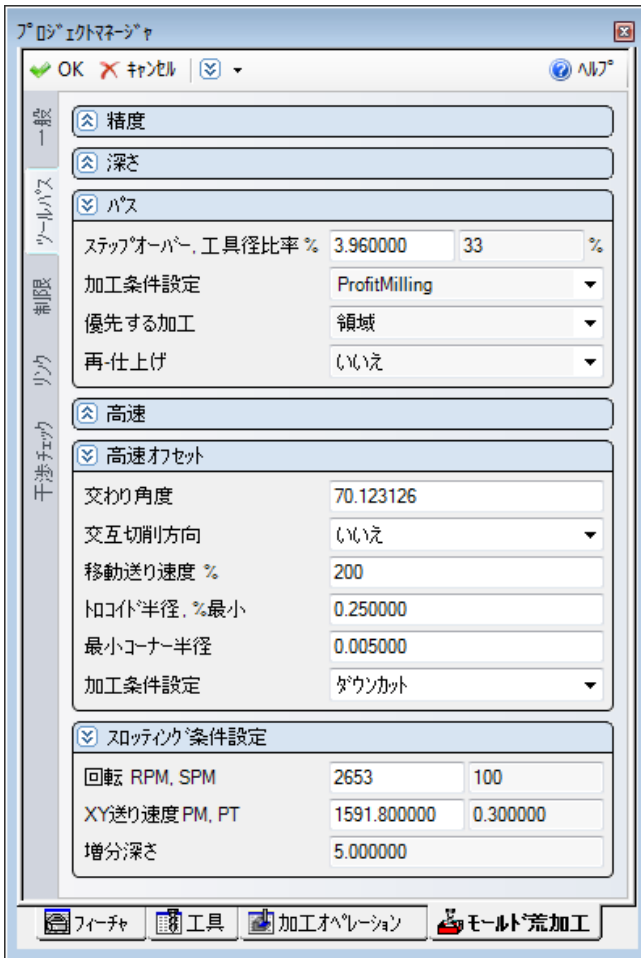 ﾌﾟﾛｼﾞｪｸﾄﾏﾈｰｼﾞｬ
OK ｷｬﾝｾﾙ ﾍﾙﾌﾟ
一般
ﾂｰﾙﾊﾟｽ
制限
ﾘﾝｸ
干渉ﾁｪｯｸ
精度
深さ
ﾊﾟｽ
ｽﾃｯﾌﾟｵｰﾊﾞｰ, 工具径比率 % 3.960000 33 %
加工条件設定 ProfitMilling
優先する加工 領域
再-仕上げ いいえ
高速
高速ｵﾌｾｯﾄ
交わり角度 70.123126
交互切削方向 いいえ
移動送り速度 % 200
ﾄﾛｺｲﾄﾞ半径, %最小 0.250000
最小ｺｰﾅｰ半径 0.005000
加工条件設定 ﾀﾞｳﾝｶｯﾄ
ｽﾛｯﾃｨﾝｸﾞ条件設定
回転 RPM, SPM 2653 100
XY送り速度 PM, PT 1591.800000 0.300000
増分深さ 5.000000
ﾌｨｰﾁｬ 工具 加工ｵﾍﾟﾚｰｼｮﾝ ﾓｰﾙﾄﾞ荒加工